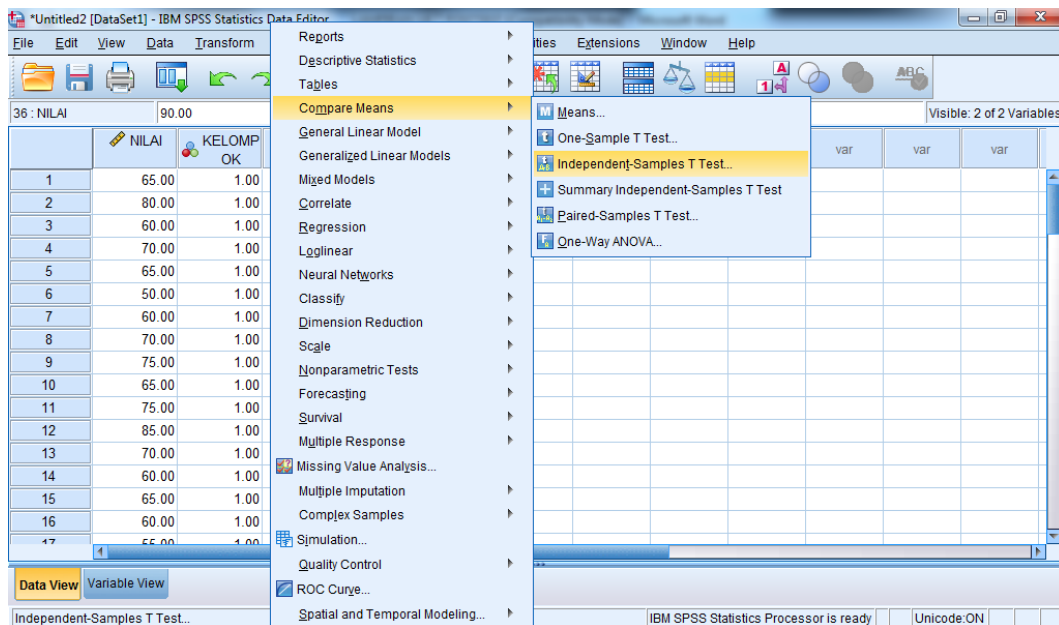 *Untitled2 [DataSet1] - IBM SPSS Statistics Data Editor
File Edit View Data Transform ities Extensions Window Help
36 : NILAI 90.00 Visible: 2 of 2 Variables
NILAI KELOMP OK var var var
1 65.00 1.00
2 80.00 1.00
3 60.00 1.00
4 70.00 1.00
5 65.00 1.00
6 50.00 1.00
7 60.00 1.00
8 70.00 1.00
9 75.00 1.00
10 65.00 1.00
11 75.00 1.00
12 85.00 1.00
13 70.00 1.00
14 60.00 1.00
15 65.00 1.00
16 60.00 1.00
17 55.00 1.00
Reports
Descriptive Statistics
Tables
Compare Means
General Linear Model
Generalized Linear Models
Mixed Models
Correlate
Regression
Loglinear
Neural Networks
Classify
Dimension Reduction
Scale
Nonparametric Tests
Forecasting
Survival
Multiple Response
Missing Value Analysis...
Multiple Imputation
Complex Samples
Simulation...
Quality Control
ROC Curve...
Spatial and Temporal Modeling...
Means...
One-Sample T Test...
Independent-Samples T Test...
Summary Independent-Samples T Test
Paired-Samples T Test...
One-Way ANOVA...
Data View Variable View
Independent-Samples T Test... IBM SPSS Statistics Processor is ready Unicode:ON